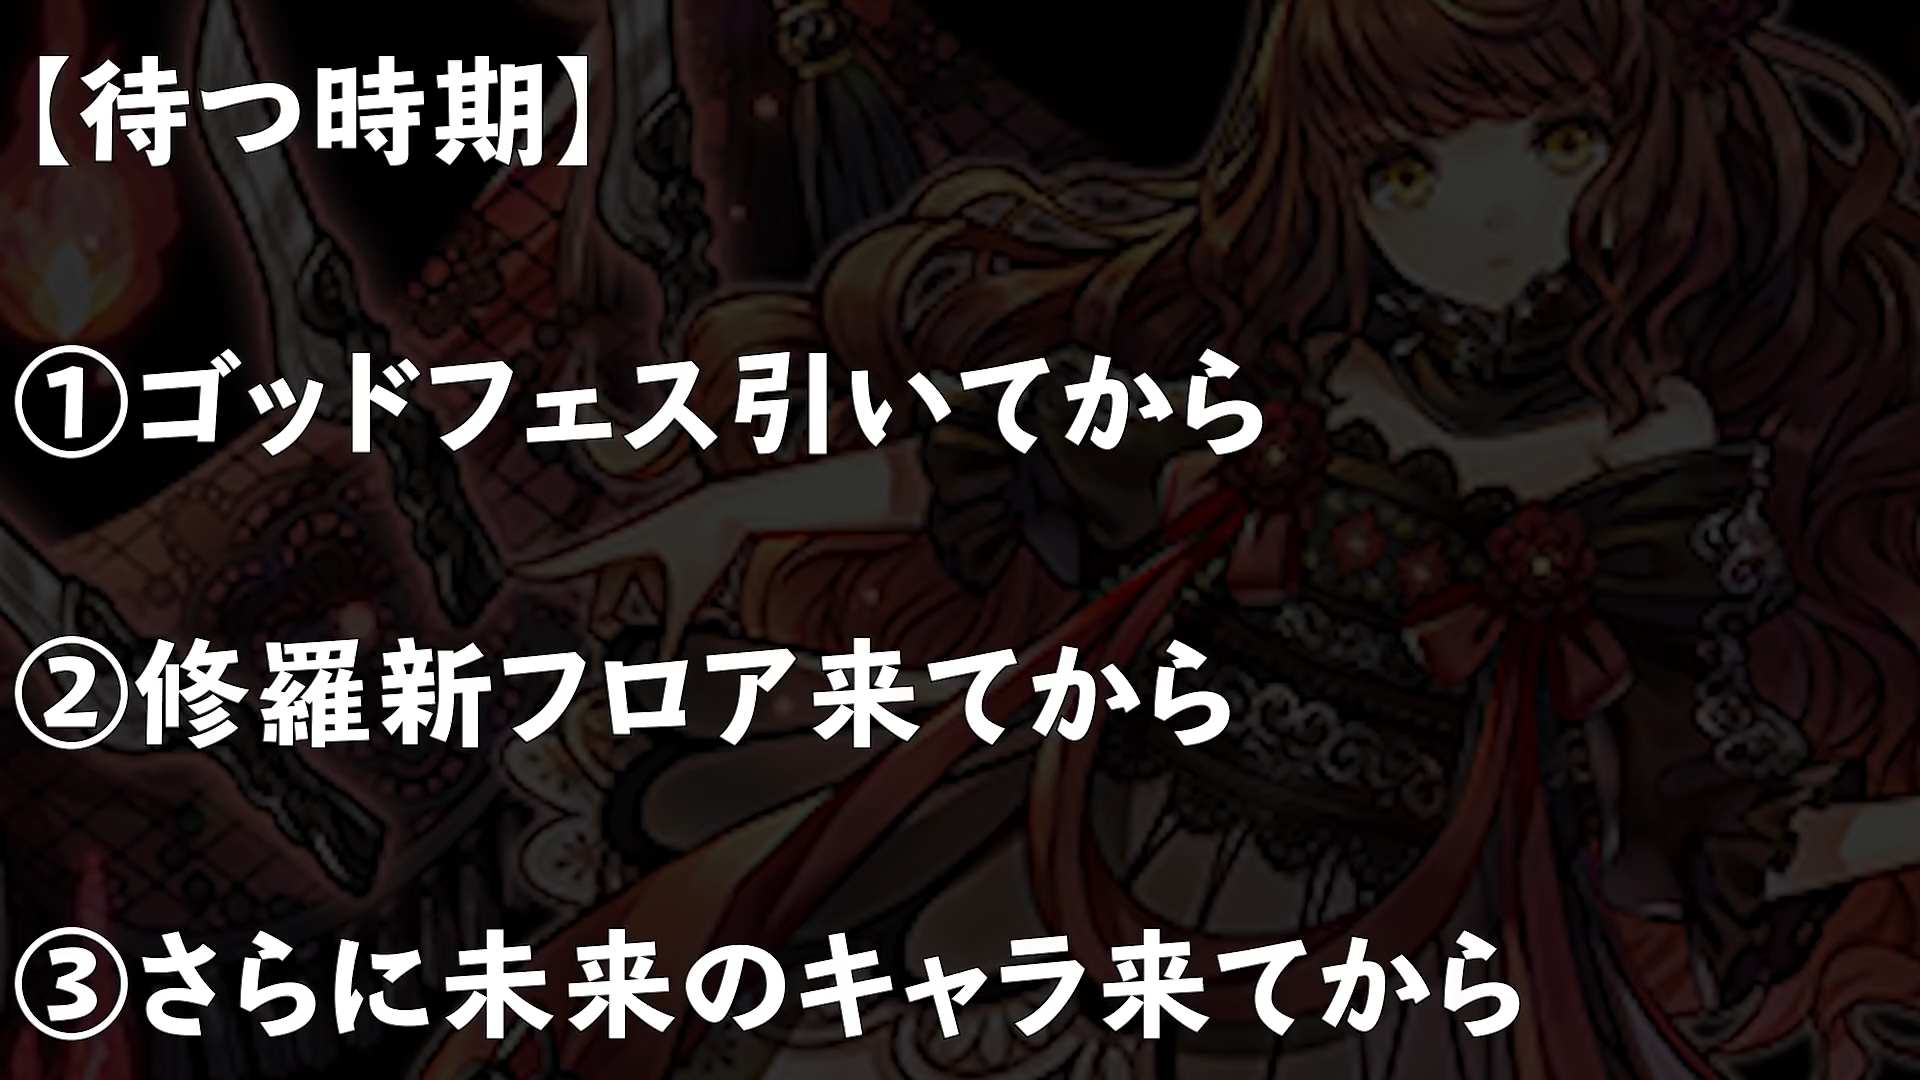 【待つ時期】
①ゴッドフェス引いてから
②修羅新フロア来てから
③さらに未来のキャラ来てから